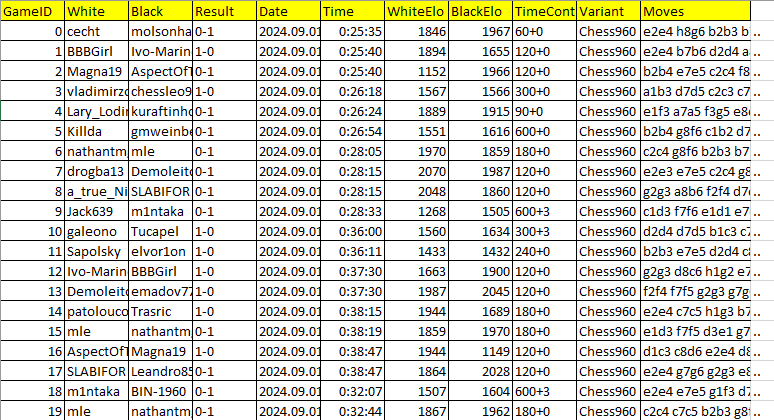 GameID White Black Result Date Time WhiteElo BlackElo TimeCont Variant Moves
0 cecht molsonha 0-1 2024.09.01 0:25:35 1846 1967 60+0 Chess960 e2e4 h8g6 b2b3 b ..
1 BBBGirl Ivo-Marin 1-0 2024.09.01 0:25:40 1894 1655 120+0 Chess960 e2e4 b7b6 d2d4 a ..
2 Magna19 AspectOfT 0-1 2024.09.01 0:25:40 1152 1966 120+0 Chess960 b2b4 e7e5 c2c4 f8 ..
3 vladimirzo chessleo9 1-0 2024.09.01 0:26:18 1567 1566 300+0 Chess960 a1b3 d7d5 c2c3 c7 ..
4 Lary_Lodi kuraftinho 0-1 2024.09.01 0:26:24 1889 1915 90+0 Chess960 e1f3 a7a5 f3g5 e8 ..
5 Killda gmweinbe 0-1 2024.09.01 0:26:54 1551 1616 600+0 Chess960 b2b4 g8f6 c1b2 d7 ..
6 nathantm mle 0-1 2024.09.01 0:28:05 1970 1859 180+0 Chess960 c2c4 g8f6 b2b3 b7 ..
7 drogba13 Demoleito 0-1 2024.09.01 0:28:15 2070 1987 120+0 Chess960 e2e3 e7e5 c2c4 g8 ..
8 a_true_Ni SLABIFOR 1-0 2024.09.01 0:28:15 2048 1860 120+0 Chess960 g2g3 a8b6 f2f4 d7 ..
9 Jack639 m1ntaka 0-1 2024.09.01 0:28:33 1268 1505 600+3 Chess960 c1d3 f7f6 e1d1 e7 ..
10 galeono Tucapel 1-0 2024.09.01 0:36:00 1560 1634 300+3 Chess960 d2d4 d7d5 b1c3 c7 ..
11 Sapolsky elvor1on 1-0 2024.09.01 0:36:11 1433 1432 240+0 Chess960 b2b3 e7e5 d2d4 ..
12 Ivo-Marin BBBGirl 0-1 2024.09.01 0:37:30 1663 1900 120+0 Chess960 g2g3 d8c6 h1g2 e7 ..
13 Demoleito emadov77 0-1 2024.09.01 0:37:30 1987 2045 120+0 Chess960 f2f4 f7f5 g2g3 g7g ..
14 patolouco Trasric 1-0 2024.09.01 0:38:15 1944 1689 180+0 Chess960 e2e4 c7c5 h1g3 b7 ..
15 mle nathantm 0-1 2024.09.01 0:38:19 1859 1970 180+0 Chess960 e1d3 f7f5 d3e1 g7 ..
16 AspectOfT Magna19 1-0 2024.09.01 0:38:47 1944 1149 120+0 Chess960 d1c3 c8d6 e2e4 d8 ..
17 SLABIFOR Leandro85 0-1 2024.09.01 0:38:47 1864 2028 120+0 Chess960 e2e4 g7g6 g2g3 e8 ..
18 m1ntaka BIN-1960 0-1 2024.09.01 0:32:07 1507 1604 600+3 Chess960 e2e4 e7e5 g1f3 d7 ..
19 mle nathantm 0-1 2024.09.01 0:32:44 1867 1962 180+0 Chess960 c2c4 c7c5 b2b3 g8 ..